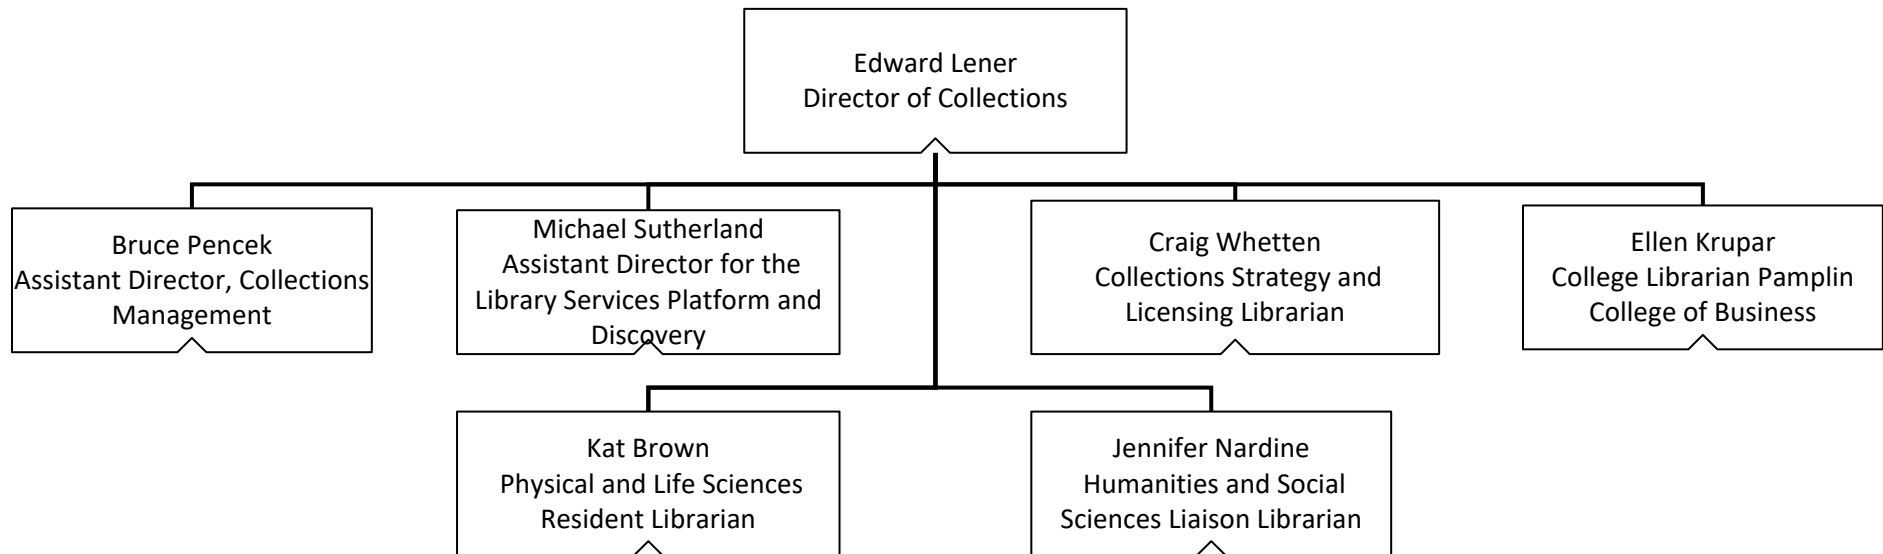 Edward Lener
Director of Collections
Bruce Pencek
Assistant Director, Collections
Management
Michael Sutherland
Assistant Director for the
Library Services Platform and
Discovery
Craig Whetten
Collections Strategy and
Licensing Librarian
Ellen Krupar
College Librarian Pamplin
College of Business
Kat Brown
Physical and Life Sciences
Resident Librarian
Jennifer Nardine
Humanities and Social
Sciences Liaison Librarian